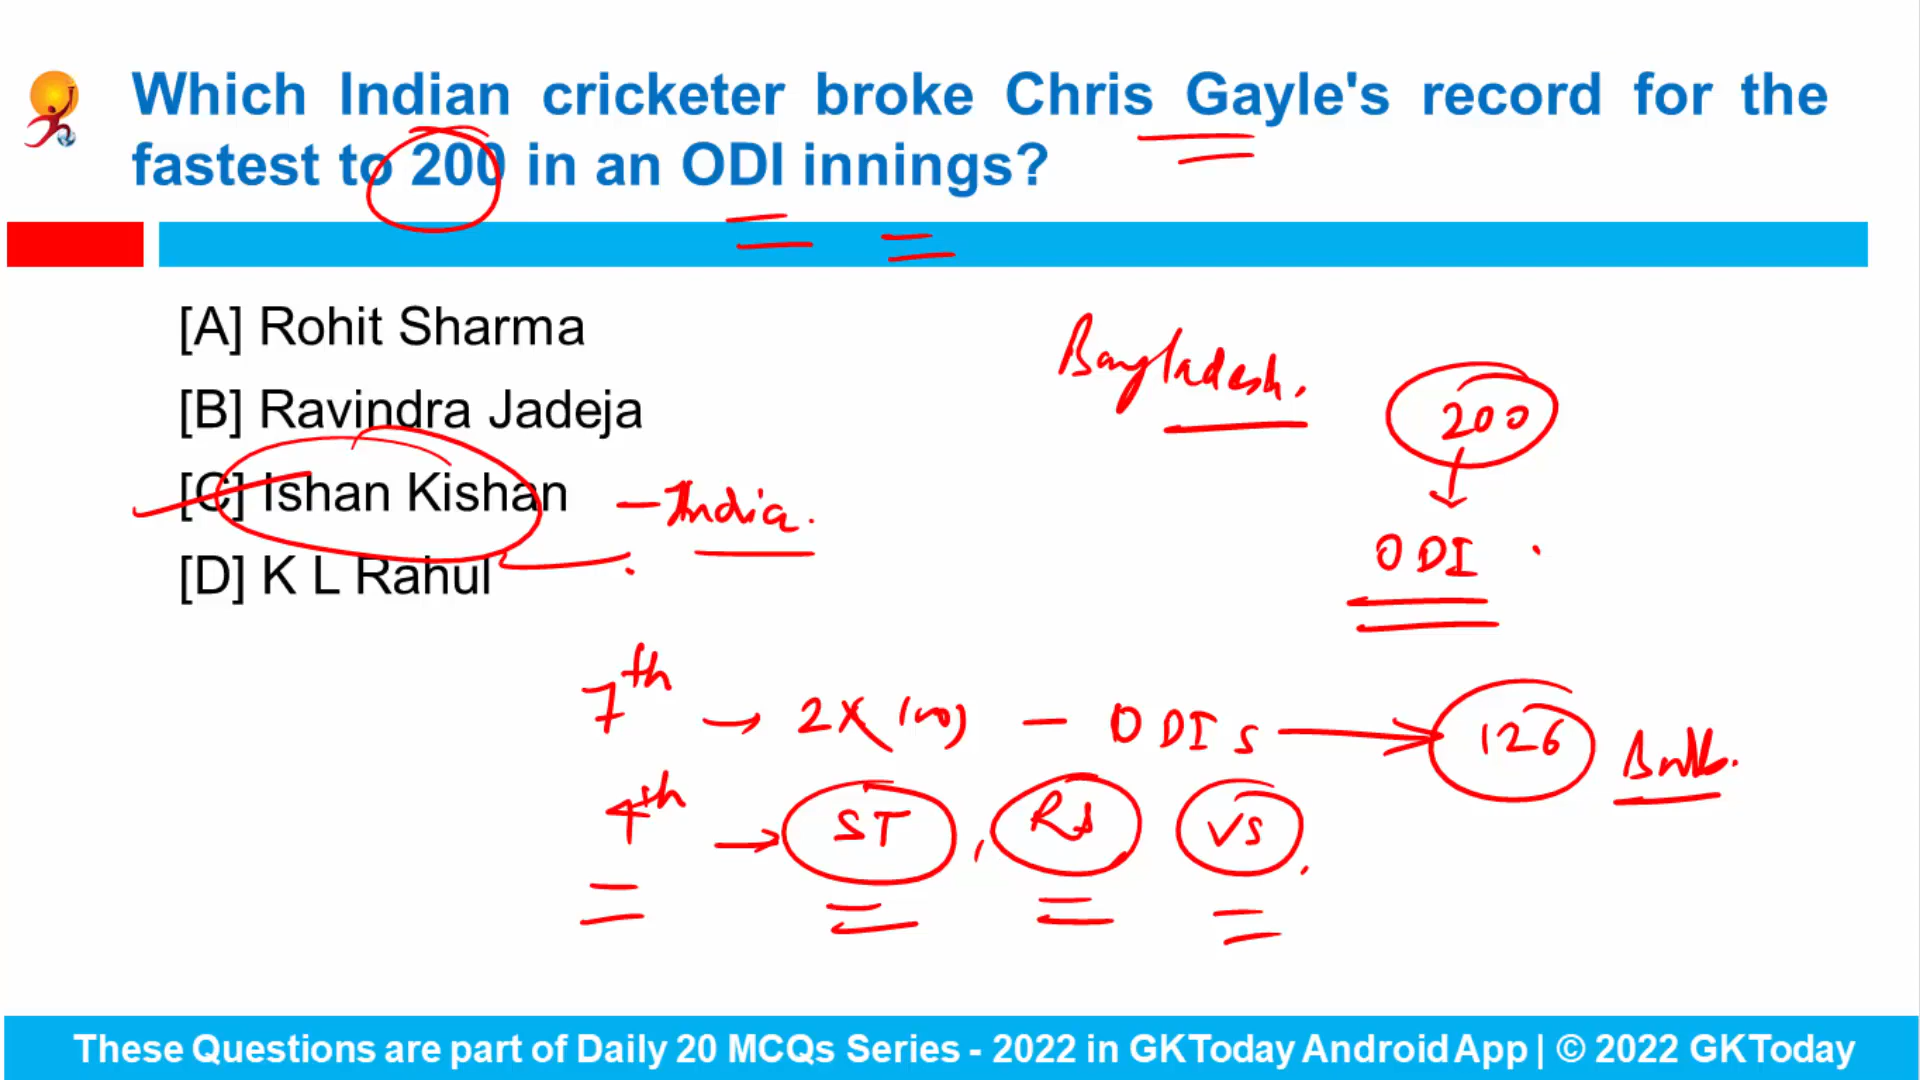 Which Indian cricketer broke Chris Gayle's record for the
fastest to 200 in an ODI innings?
[A] Rohit Sharma
[B] Ravindra Jadeja
[C] Ishan Kishan
[D] K L Rahul
Bangladesh.
200
- India.
ODI
7th → 2X 100 - ODIs → 126
4th → ST, RS VS.
These Questions are part of Daily 20 MCQs Series - 2022 in GKToday Android App | © 2022 GKToday